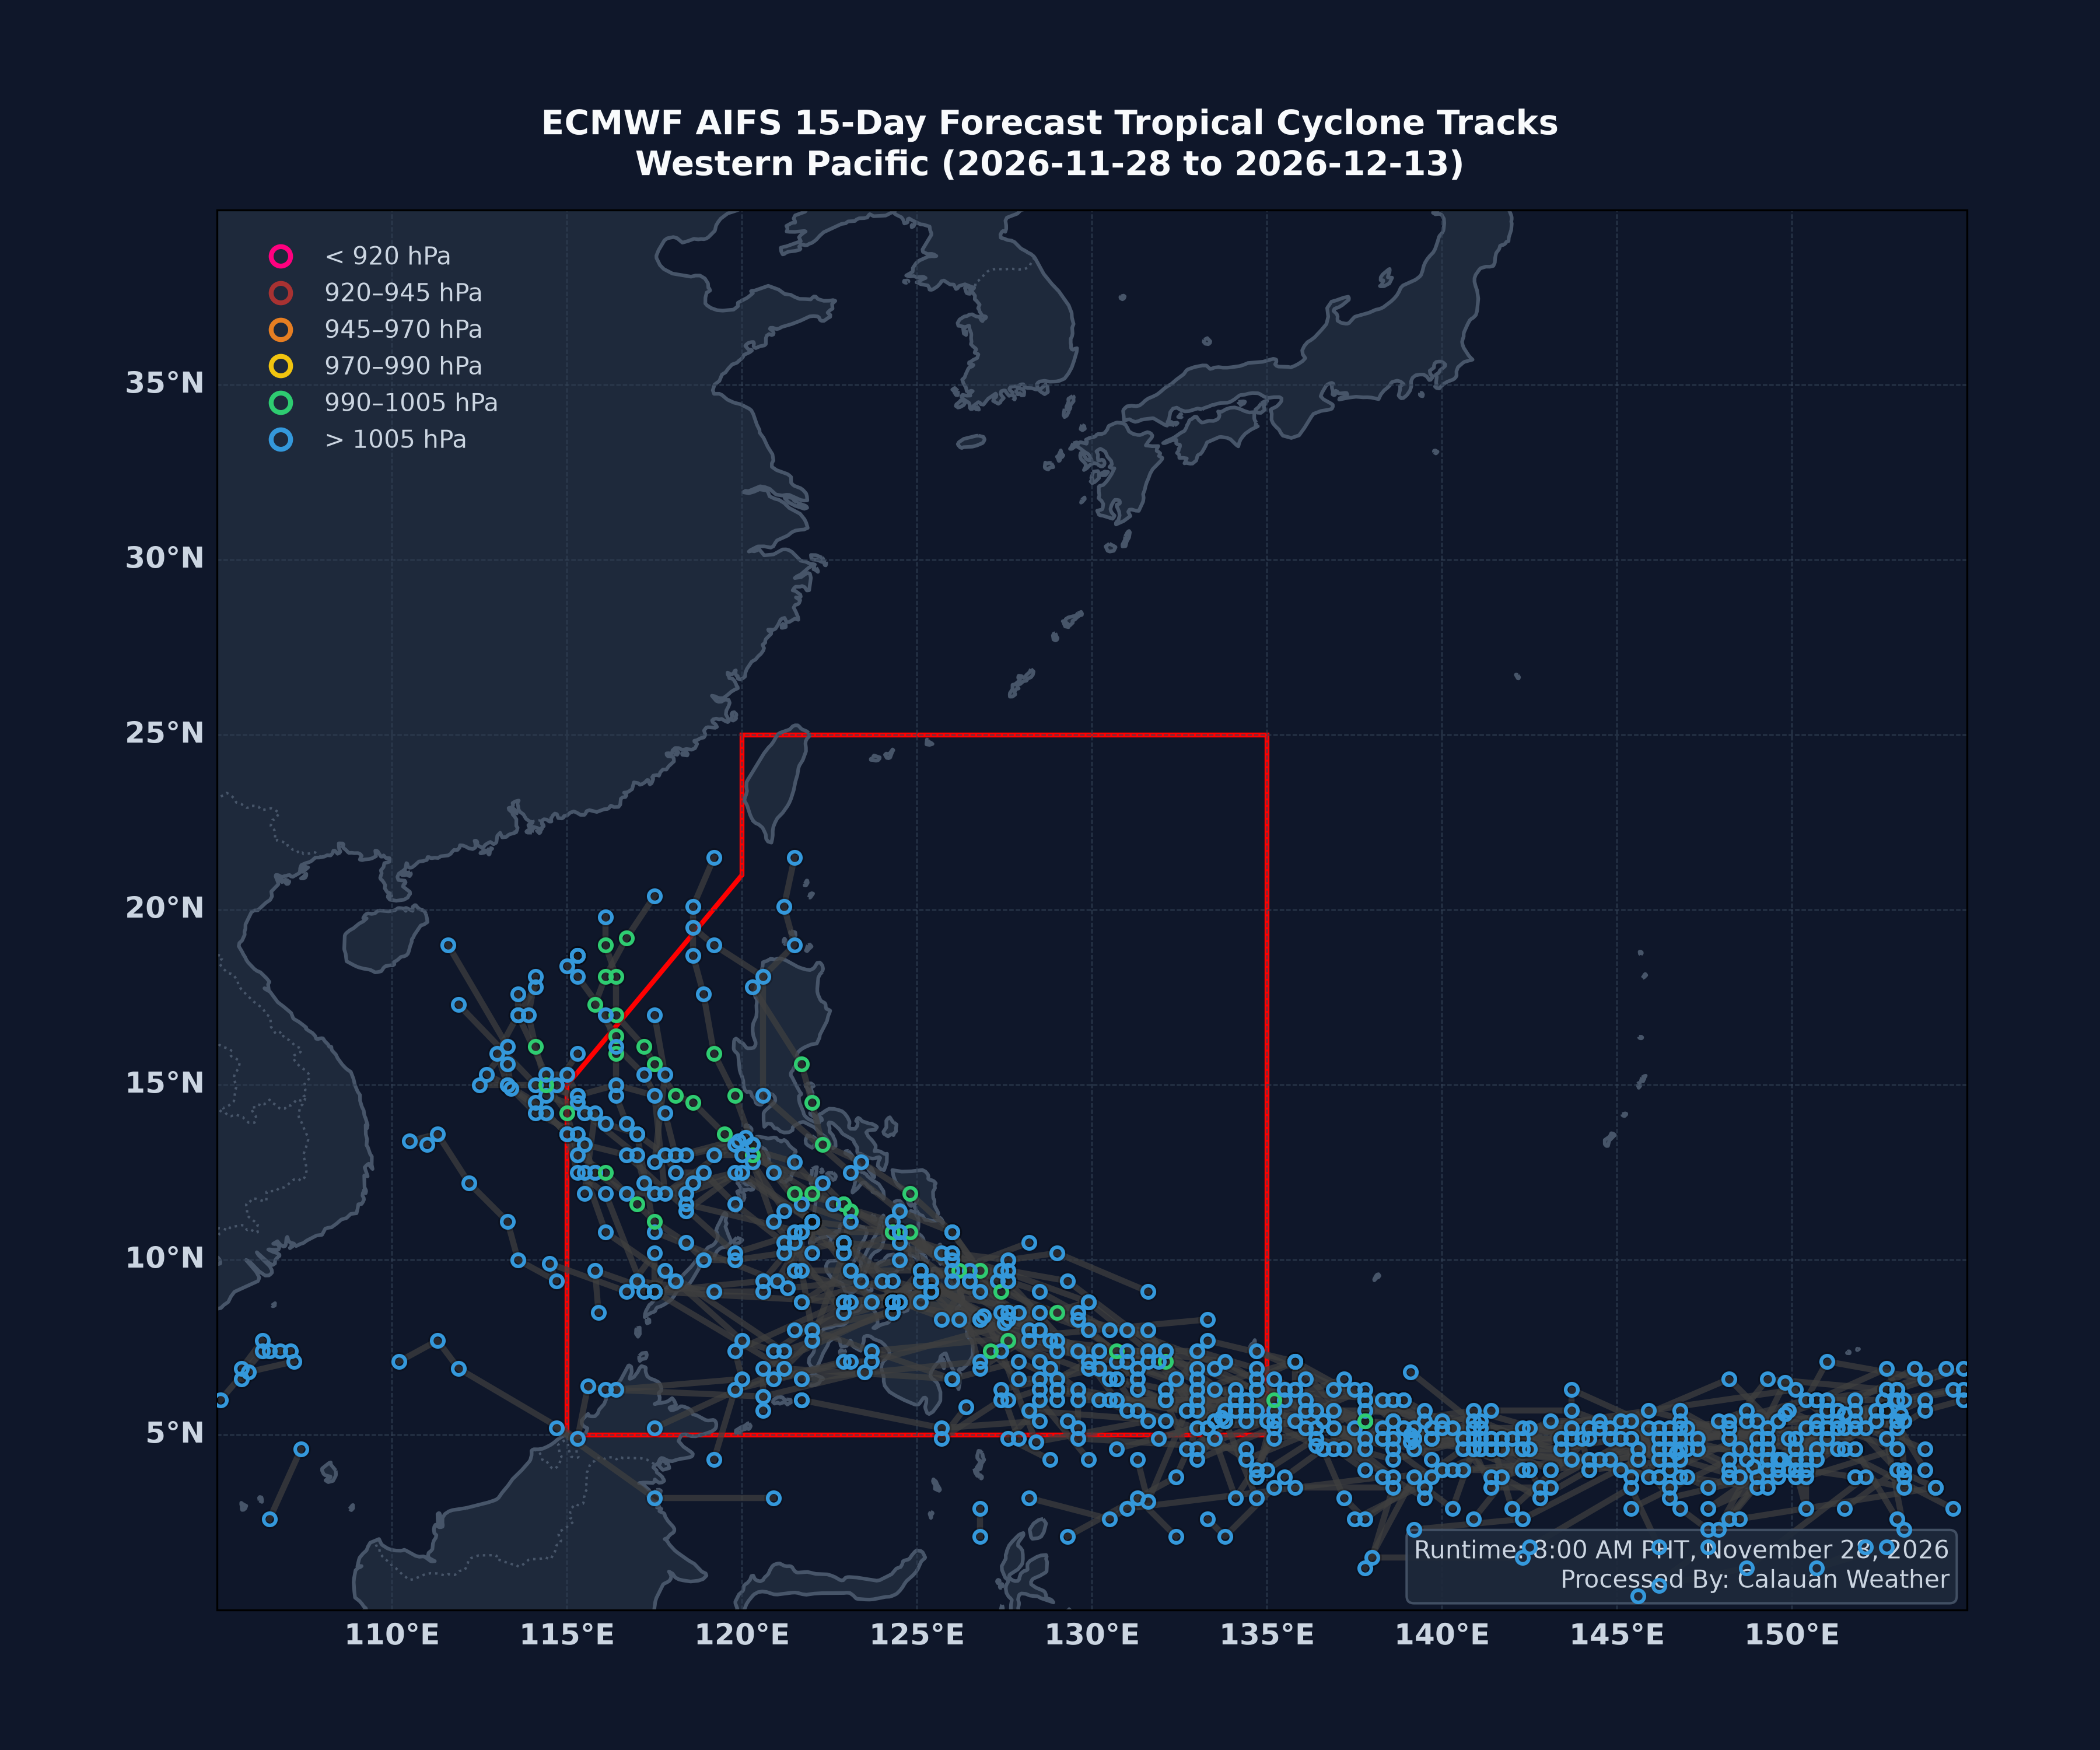 ECMWF AIFS 15-Day Forecast Tropical Cyclone Tracks
Western Pacific (2026-11-28 to 2026-12-13)
< 920 hPa
920–945 hPa
945–970 hPa
970–990 hPa
990–1005 hPa
> 1005 hPa
35°N
30°N
25°N
20°N
15°N
10°N
5°N
Runtime: 8:00 AM PHT, November 28, 2026
Processed By: Calauan Weather
110°E 115°E 120°E 125°E 130°E 135°E 140°E 145°E 150°E